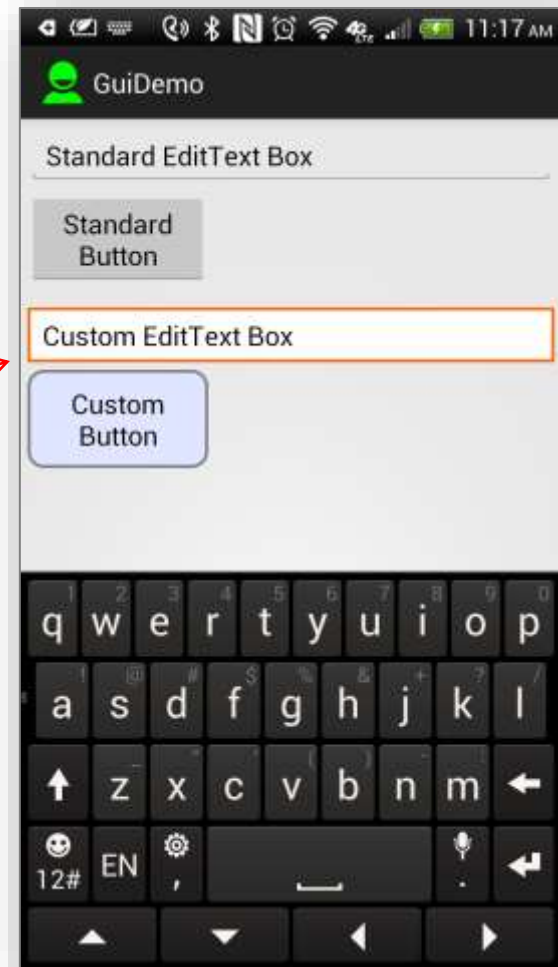 11:17 AM
GuiDemo
Standard EditText Box
Standard
Button
Custom EditText Box
Custom
Button
1 2 3 4 5 6 7 8 9 0
q w e r t y u i o p
! @ # $ % & + ? /
a s d f g h j k l
z x c v b n m
12# EN , .